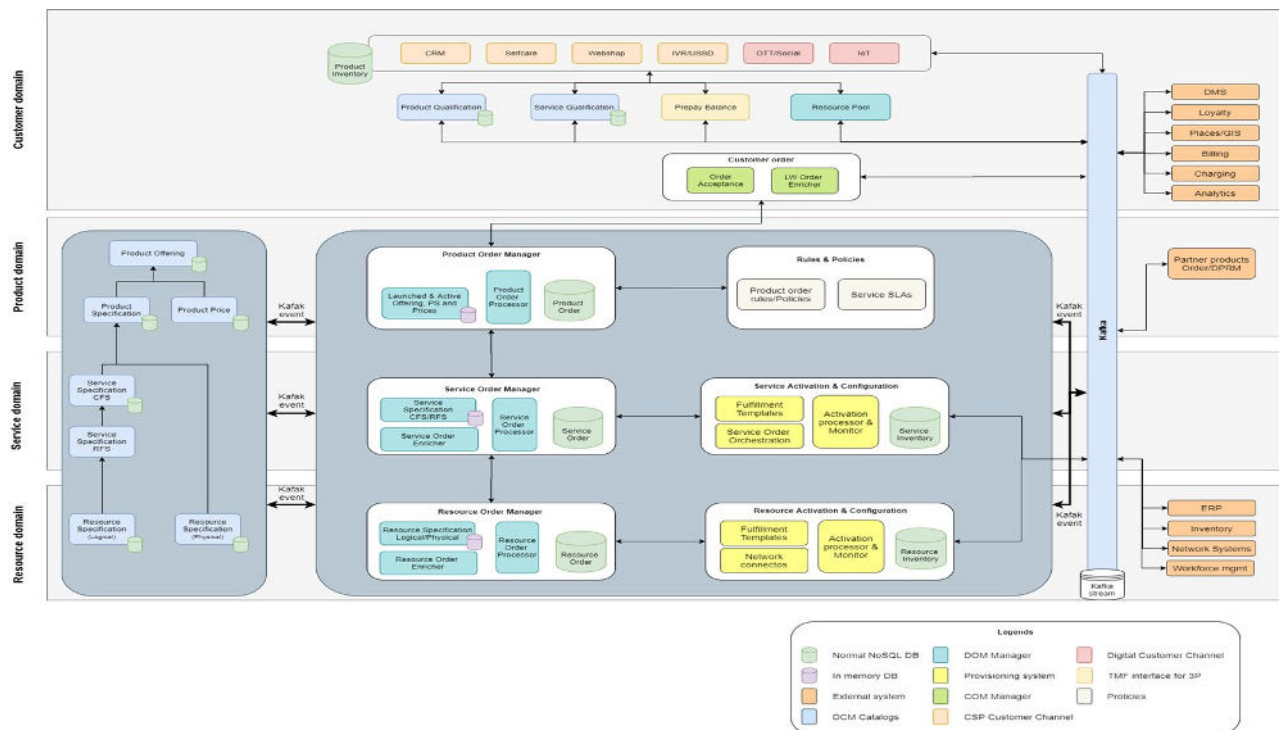 Customer domain
CRM
Selfcare
Webshop
IVR/USSD
OTT/Social
IoT
Product
Inventory
Product Qualification
Service Qualification
Prepay Balance
Resource Pool
Customer order
Order
Acceptance
LW Order
Enricher
DMS
Loyalty
Places/GIS
Billing
Charging
Analytics
Product domain
Product Offering
Product
Specification
Product Price
Kafak
event
Product Order Manager
Launched & Active
Offering, PS and
Prices
Product
Order
Processor
Product
Order
Rules & Policies
Product order
rules/Policies
Service SLAs
Kafak
event
Kafka
Partner products
Order/DPRM
Service domain
Service
Specification
CFS
Service
Specification
RFS
Kafak
event
Service Order Manager
Service
Specification
CFS/RFS
Service Order Enricher
Service
Order
Processor
Service
Order
Service Activation & Configuration
Fulfillment
Templates
Service Order
Orchestration
Activation
processor &
Monitor
Service
Inventory
Resource domain
Resource
Specification
(Logical)
Resource
Specification
(Physical)
Kafak
event
Resource Order Manager
Resource Specification
Logical/Physical
Resource Order
Enricher
Resource
Order
Processor
Resource
Order
Resource Activation & Configuration
Fulfillment
Templates
Network
connectos
Activation
processor &
Monitor
Resource
Inventory
Kafak
event
Kafka
stream
ERP
Inventory
Network Systems
Workforce mgmt
Legends
Normal NoSQL DB
In memory DB
External system
DCM Catalogs
DOM Manager
Provisioning system
COM Manager
CSP Customer Channel
Digital Customer Channel
TMF interface for 3P
Prolicies